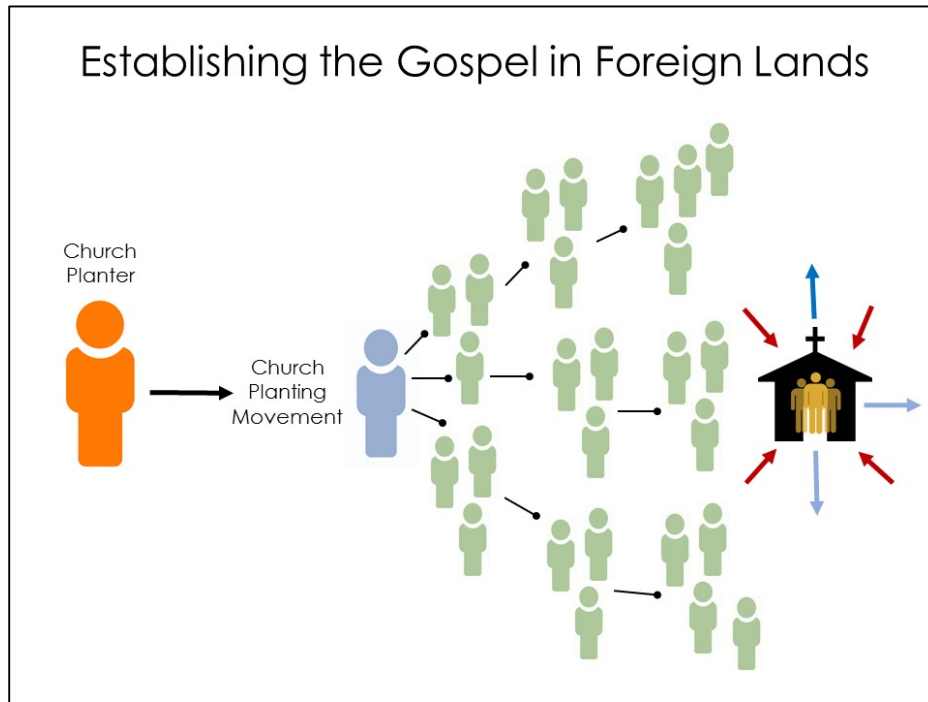 Establishing the Gospel in Foreign Lands
Church
Planter
Church
Planting
Movement